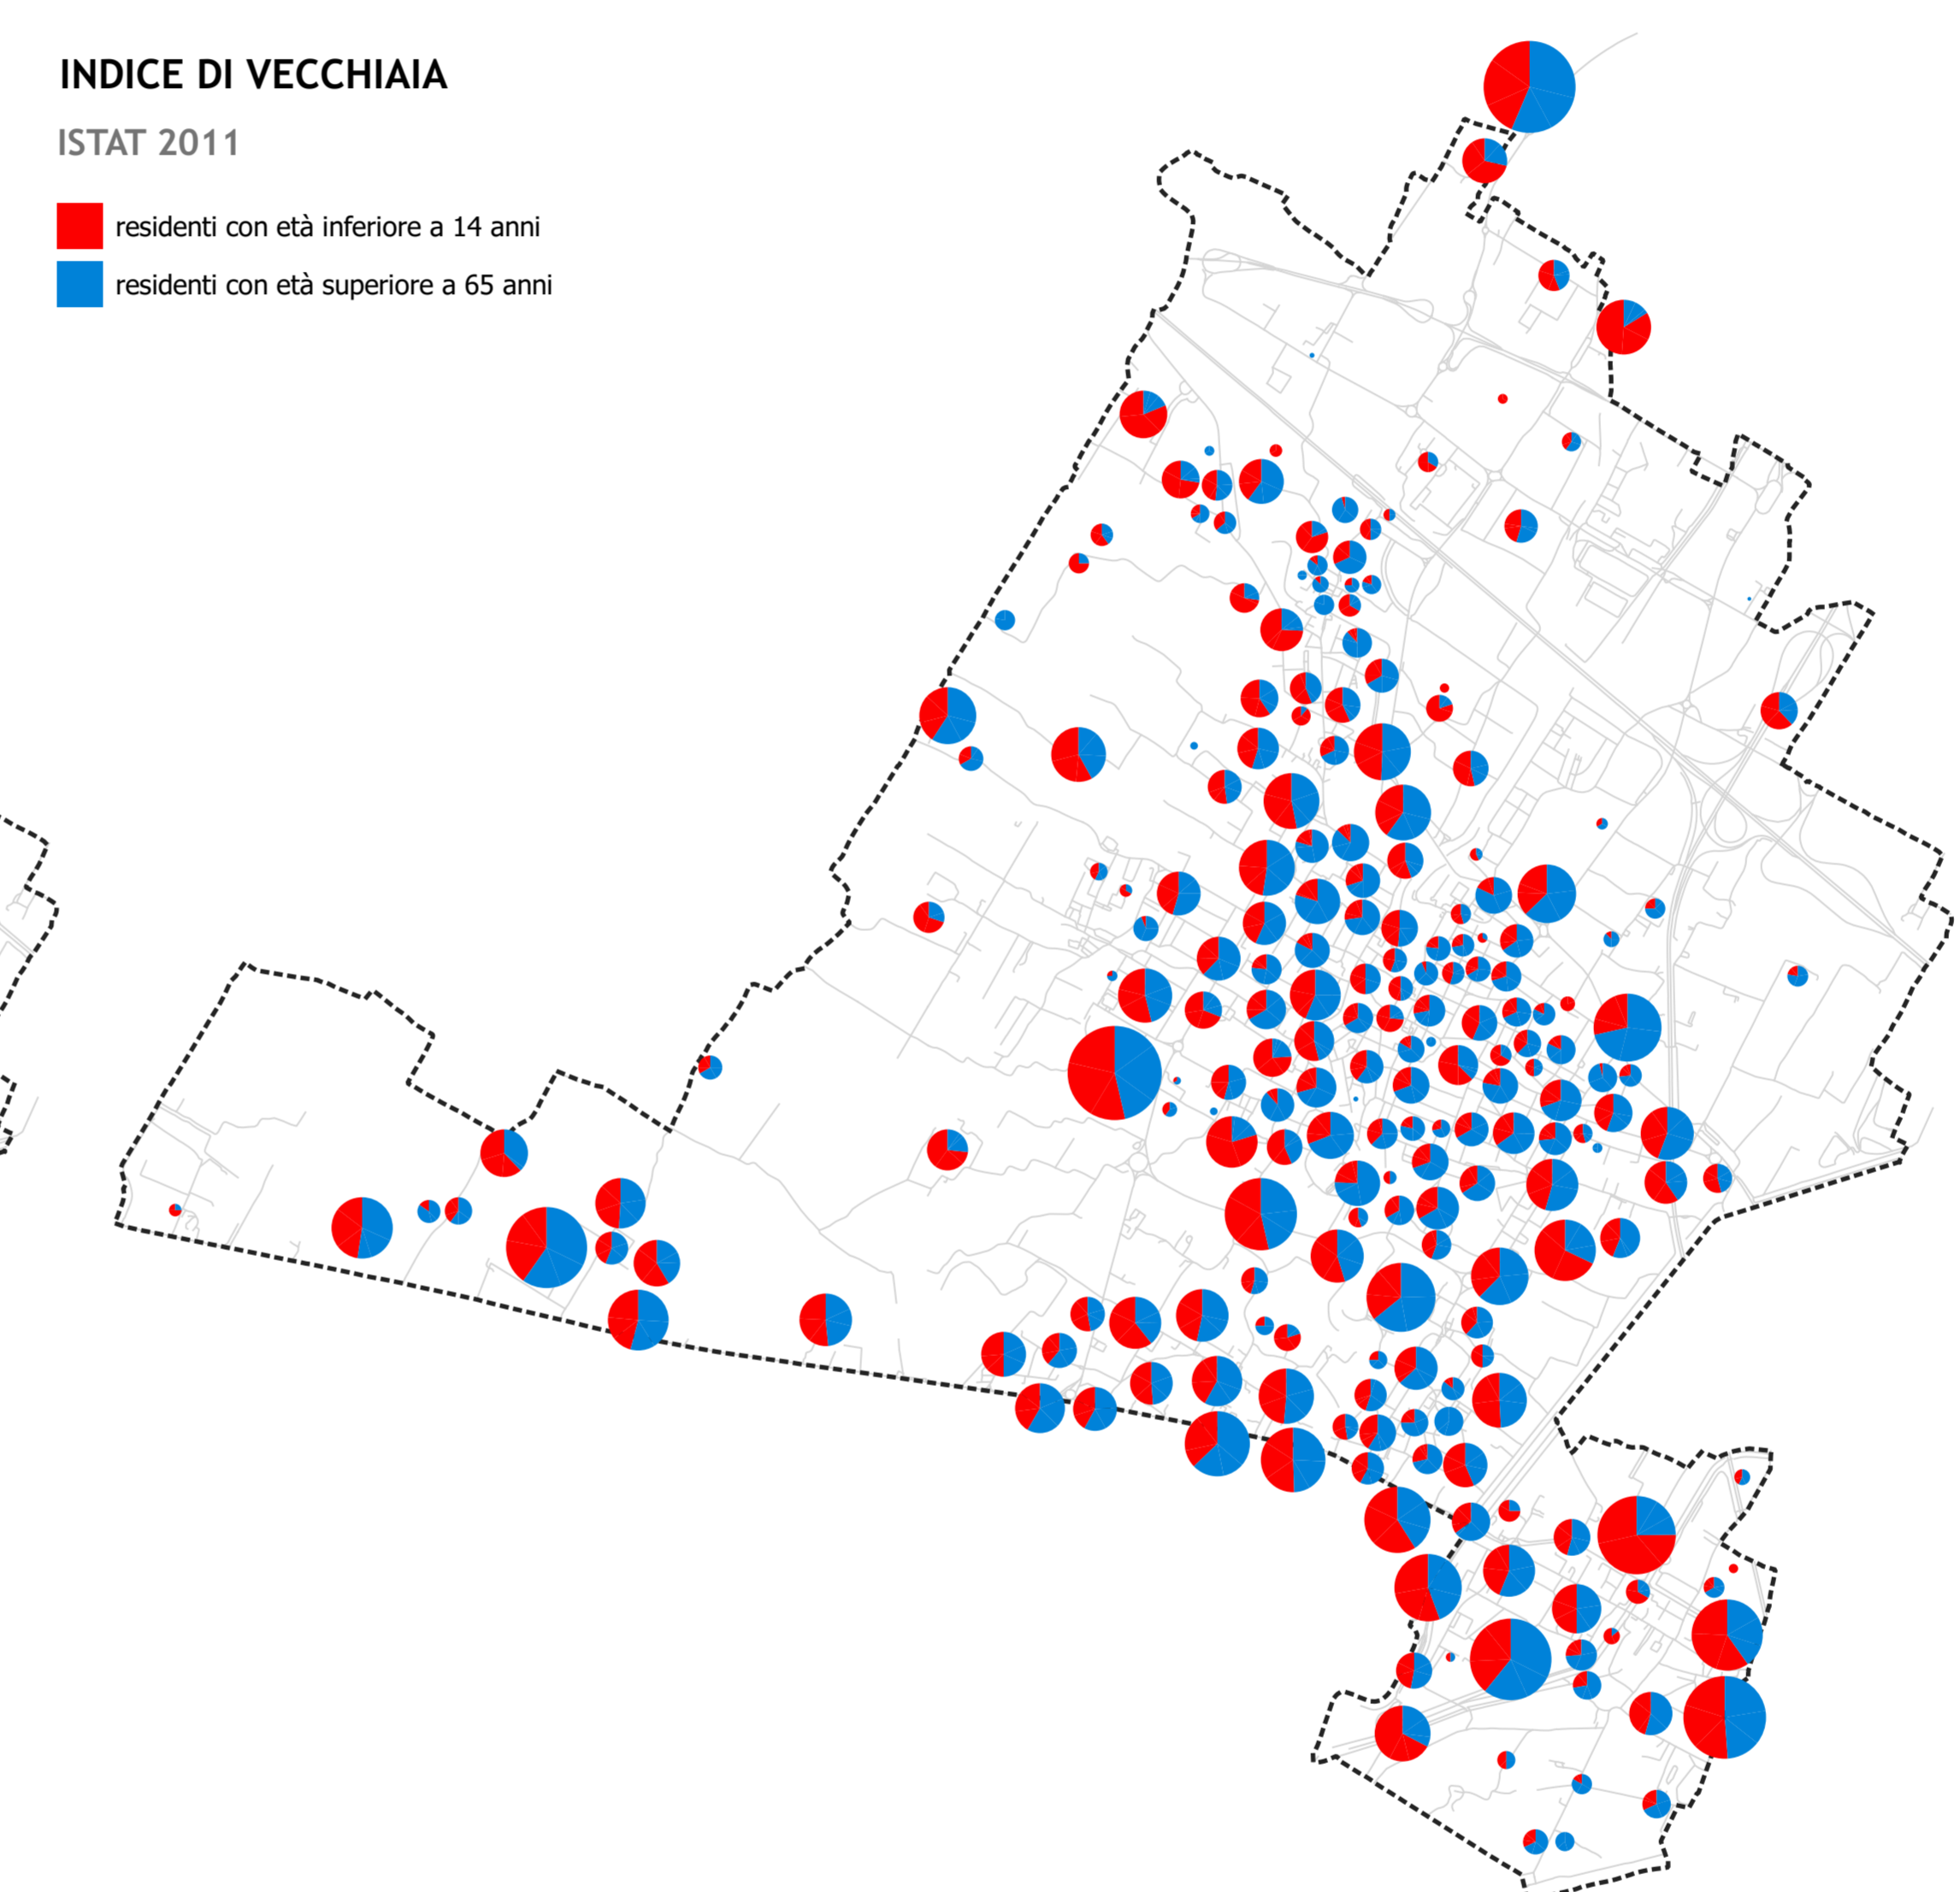 INDICE DI VECCHIAIA
ISTAT 2011
residenti con età inferiore a 14 anni
residenti con età superiore a 65 anni